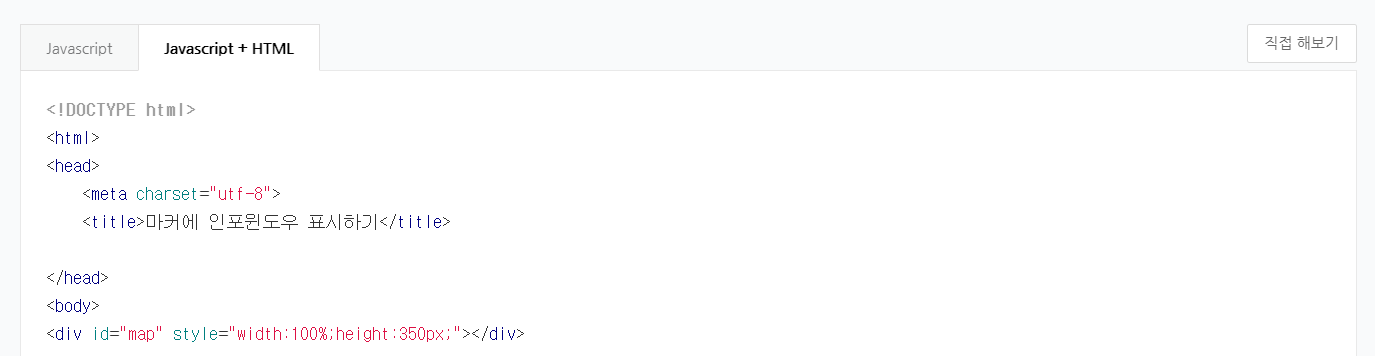 Javascript
Javascript + HTML
직접 해보기
<!DOCTYPE html>
<html>
<head>
    <meta charset="utf-8">
    <title>마커에 인포윈도우 표시하기</title>

</head>
<body>
<div id="map" style="width:100%;height:350px;"></div>